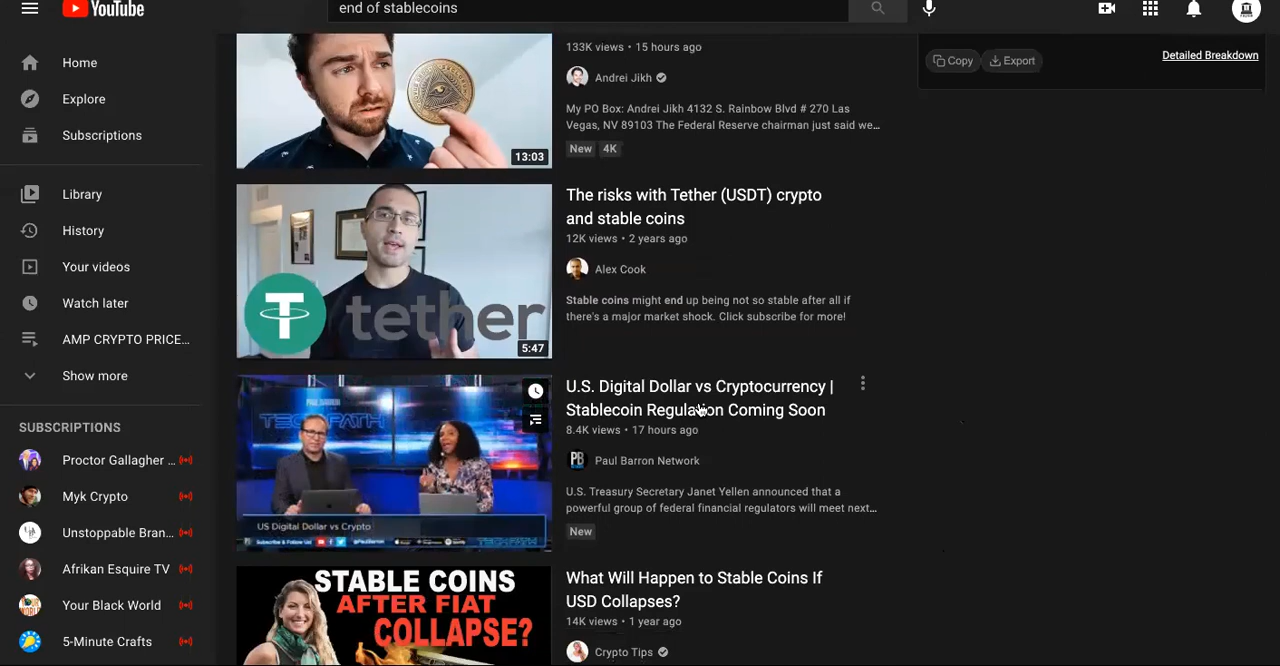 YouTube
end of stablecoins
Home
Explore
Subscriptions
Library
History
Your videos
Watch later
AMP CRYPTO PRICE...
Show more
SUBSCRIPTIONS
Proctor Gallagher ...
Myk Crypto
Unstoppable Bran...
Afrikan Esquire TV
Your Black World
5-Minute Crafts
13:03
133K views • 15 hours ago
Andrei Jikh
My PO Box: Andrei Jikh 4132 S. Rainbow Blvd # 270 Las
Vegas, NV 89103 The Federal Reserve chairman just said we...
New 4K
tether
5:47
The risks with Tether (USDT) crypto
and stable coins
12K views • 2 years ago
Alex Cook
Stable coins might end up being not so stable after all if
there's a major market shock. Click subscribe for more!
PAUL BARRON
TECHPATH
US Digital Dollar vs Crypto
U.S. Digital Dollar vs Cryptocurrency |
Stablecoin Regulation Coming Soon
8.4K views • 17 hours ago
PB
Paul Barron Network
U.S. Treasury Secretary Janet Yellen announced that a
powerful group of federal financial regulators will meet next...
New
STABLE COINS
AFTER FIAT
COLLAPSE?
What Will Happen to Stable Coins If
USD Collapses?
14K views • 1 year ago
Crypto Tips
Copy
Export
Detailed Breakdown